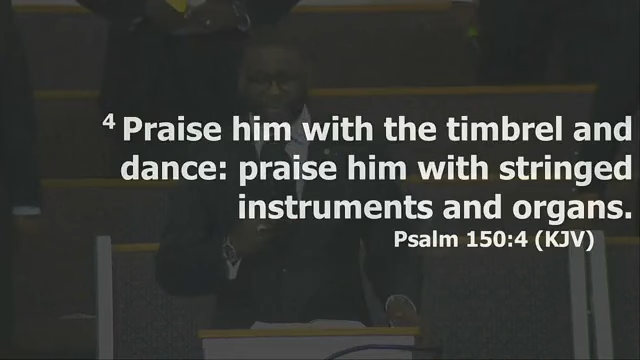 4 Praise him with the timbrel and
dance: praise him with stringed
instruments and organs.
Psalm 150:4 (KJV)